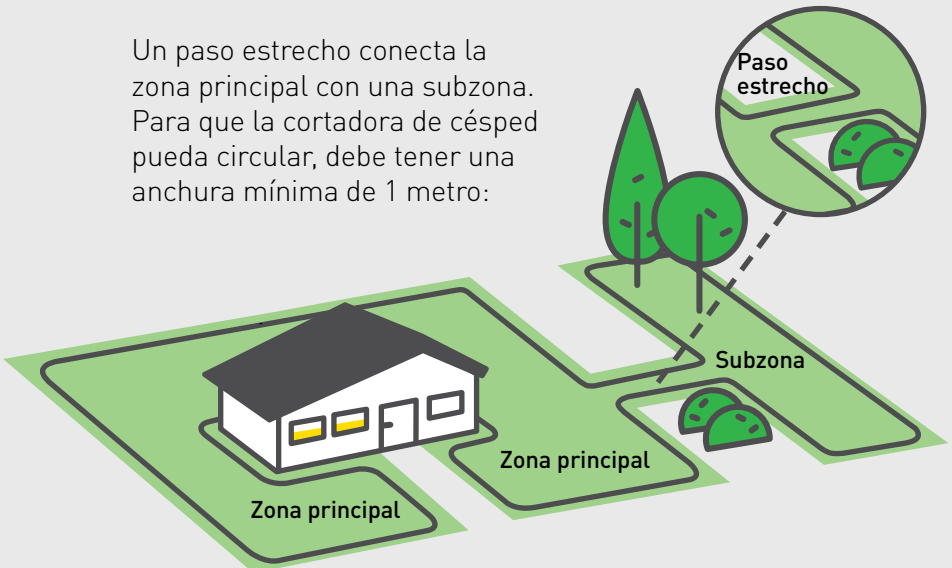 Un paso estrecho conecta la
zona principal con una subzona.
Para que la cortadora de césped
pueda circular, debe tener una
anchura mínima de 1 metro:
Paso
estrecho
Subzona
Zona principal
Zona principal